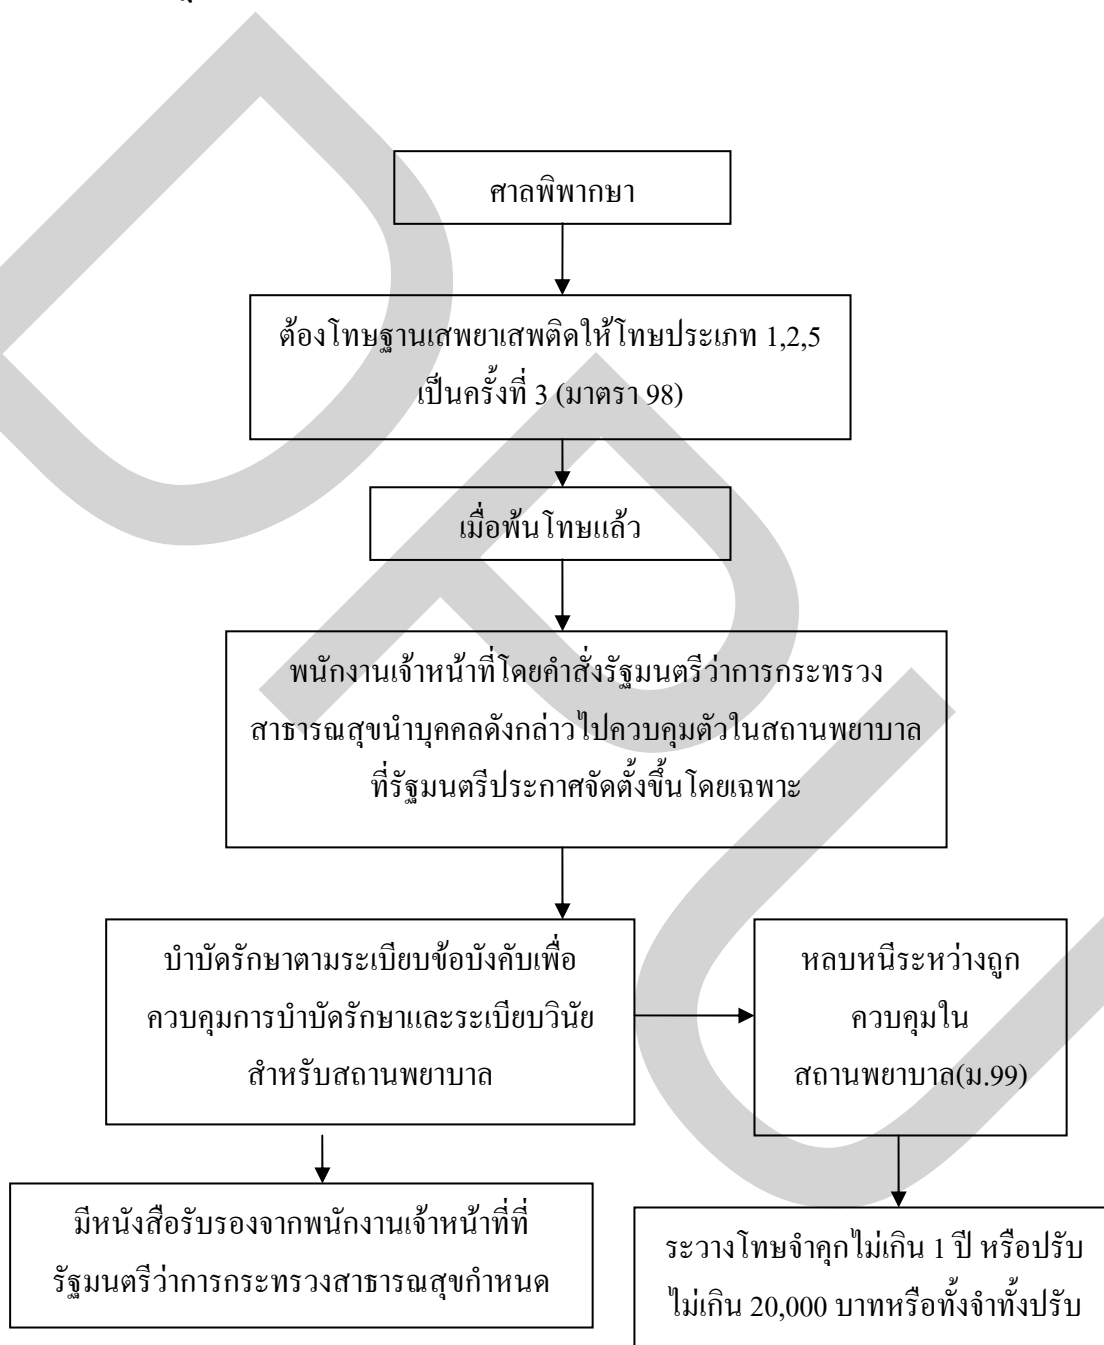 ศาลพิพากษา
ต้องโทษฐานเสพยาเสพติดให้โทษประเภท 1,2,5
เป็นครั้งที่ 3 (มาตรา 98)
เมื่อพ้นโทษแล้ว
พนักงานเจ้าหน้าที่โดยคำสั่งรัฐมนตรีว่าการกระทรวง
สาธารณสุขนำบุคคลดังกล่าวไปควบคุมตัวในสถานพยาบาล
ที่รัฐมนตรีประกาศจัดตั้งขึ้นโดยเฉพาะ
บำบัดรักษาตามระเบียบข้อบังคับเพื่อ
ควบคุมการบำบัดรักษาและระเบียบวินัย
สำหรับสถานพยาบาล
หลบหนีระหว่างถูก
ควบคุมใน
สถานพยาบาล(ม.99)
มีหนังสือรับรองจากพนักงานเจ้าหน้าที่ที่
รัฐมนตรีว่าการกระทรวงสาธารณสุขกำหนด
ระวางโทษจำคุกไม่เกิน 1 ปี หรือปรับ
ไม่เกิน 20,000 บาทหรือทั้งจำทั้งปรับ
DPU